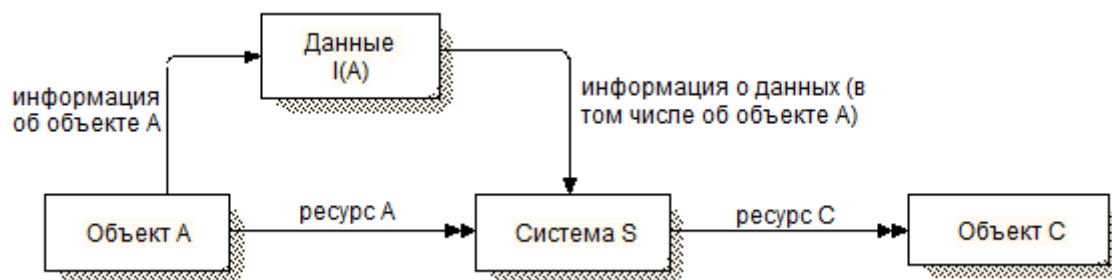 Данные
I(A)
информация
об объекте А
информация о данных (в
том числе об объекте А)
Объект А
ресурс А
Система S
ресурс С
Объект С